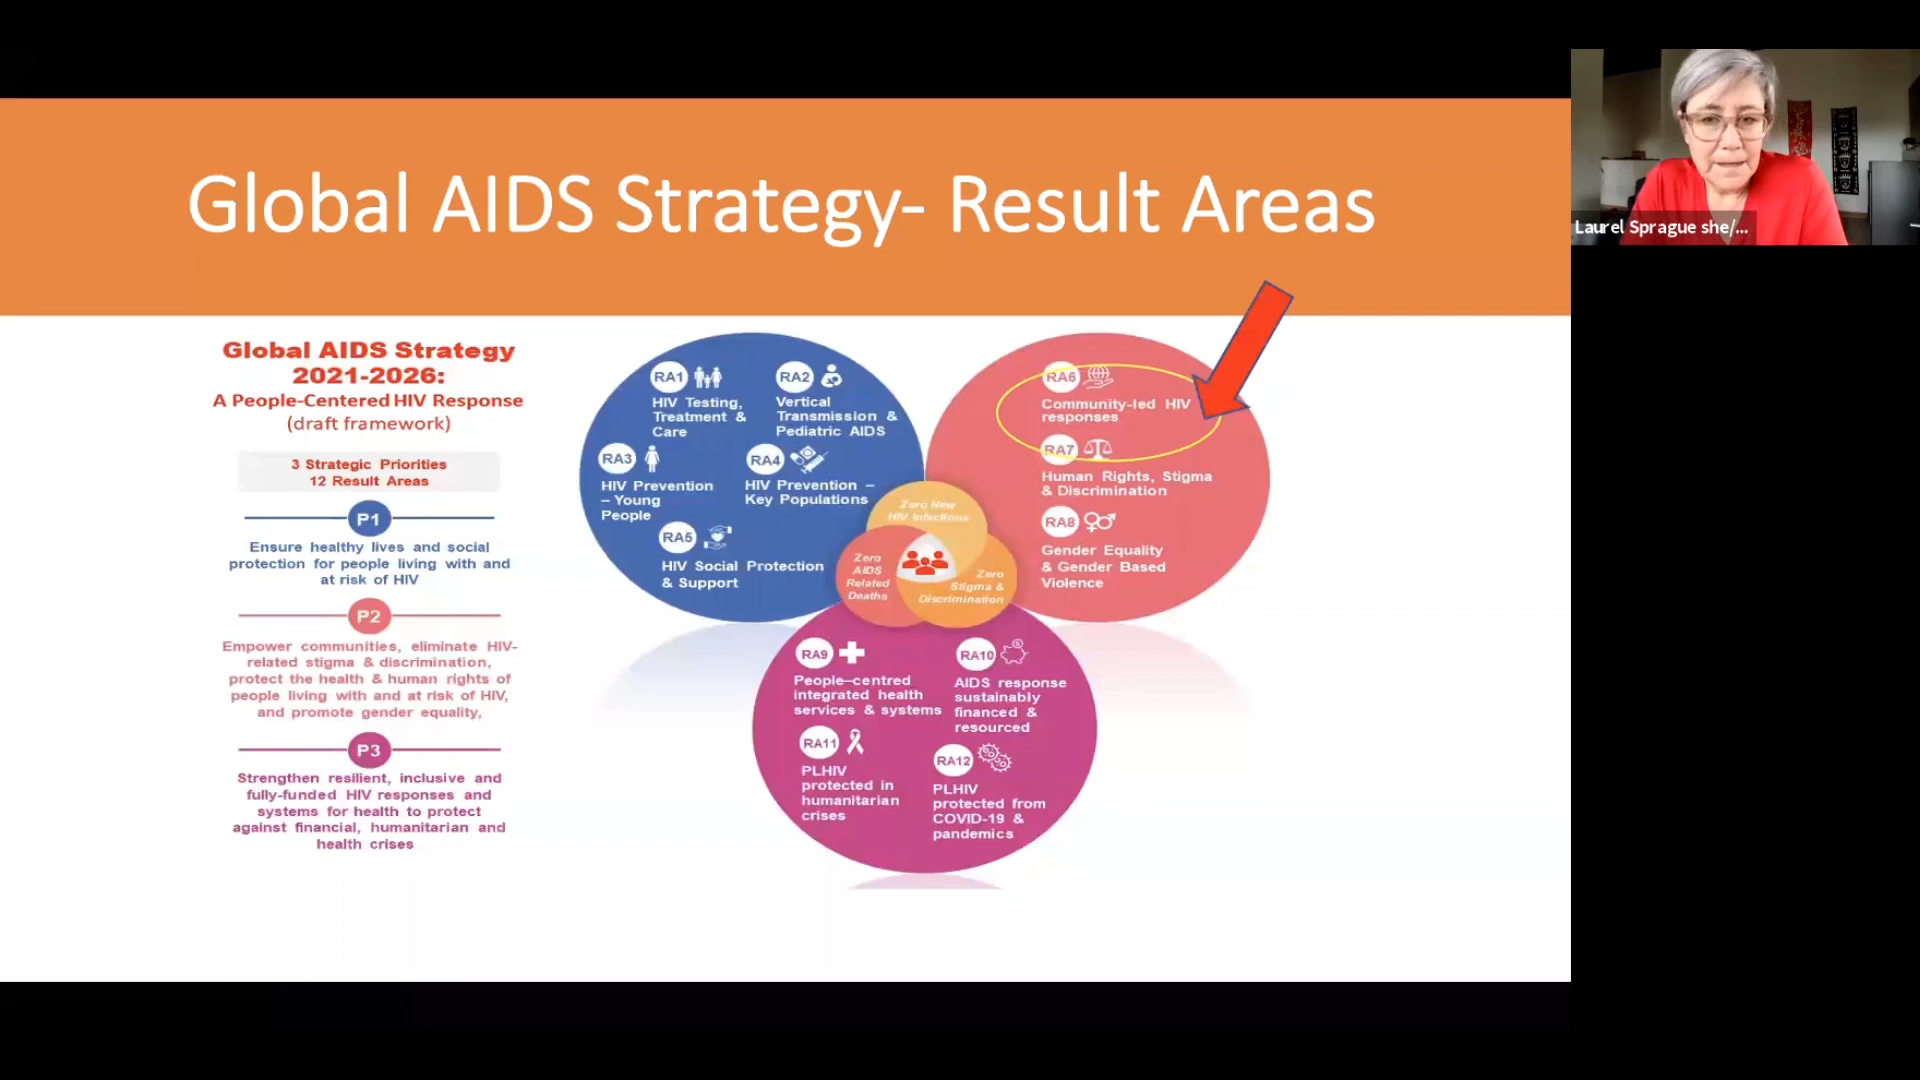 Global AIDS Strategy- Result Areas
Laurel Sprague she/...
Global AIDS Strategy
2021-2026:
A People-Centered HIV Response
(draft framework)
3 Strategic Priorities
12 Result Areas
P1
Ensure healthy lives and social
protection for people living with and
at risk of HIV
P2
Empower communities, eliminate HIV-
related stigma & discrimination,
protect the health & human rights of
people living with and at risk of HIV,
and promote gender equality,
P3
Strengthen resilient, inclusive and
fully-funded HIV responses and
systems for health to protect
against financial, humanitarian and
health crises
RA1
HIV Testing,
Treatment &
Care
RA2
Vertical
Transmission &
Pediatric AIDS
RA3
HIV Prevention
– Young
People
RA4
HIV Prevention –
Key Populations
RA5
HIV Social Protection
& Support
RA6
Community-led HIV
responses
RA7
Human Rights, Stigma
& Discrimination
RA8
Gender Equality
& Gender Based
Violence
Zero New
HIV Infections
Zero
AIDS
Related
Deaths
Zero
Stigma &
Discrimination
RA9
People–centred
integrated health
services & systems
RA10
AIDS response
sustainably
financed &
resourced
RA11
PLHIV
protected in
humanitarian
crises
RA12
PLHIV
protected from
COVID-19 &
pandemics